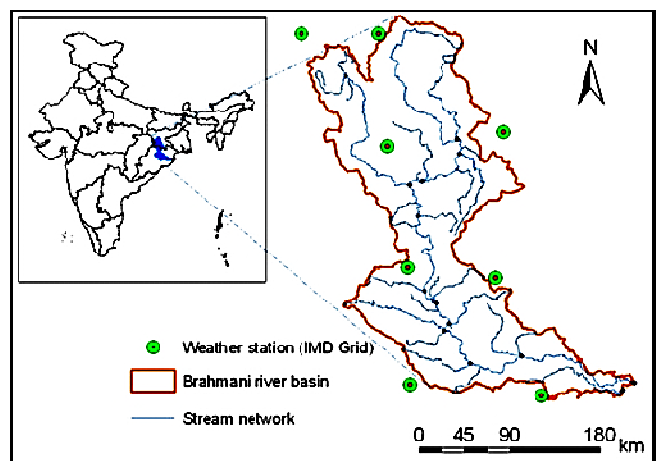 N
Weather station (IMD Grid)
Brahmani river basin
Stream network
0 45 90 180
km